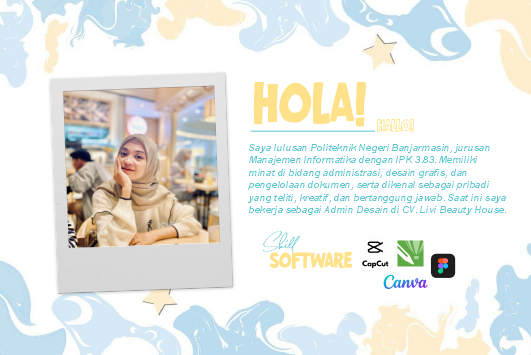 HOLA!
HALLO!
Saya lulusan Politeknik Negeri Banjarmasin, jurusan
Manajemen Informatika dengan IPK 3.83. Memiliki
minat di bidang administrasi, desain grafis, dan
pengelolaan dokumen, serta dikenal sebagai pribadi
yang teliti, kreatif, dan bertanggung jawab. Saat ini saya
bekerja sebagai Admin Desain di CV. Livi Beauty House.
Skill
SOFTWARE
CapCut
Canva